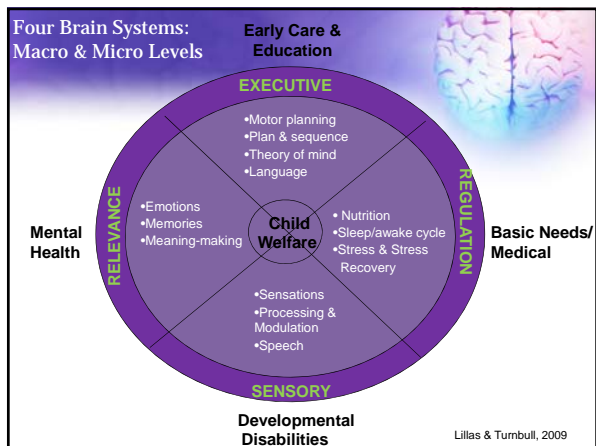 Four Brain Systems:
Macro & Micro Levels
Early Care &
Education
EXECUTIVE
•Motor planning
•Plan & sequence
•Theory of mind
•Language
RELEVANCE
•Emotions
•Memories
•Meaning-making
Mental
Health
Child
Welfare
• Nutrition
•Sleep/awake cycle
•Stress & Stress
Recovery
REGULATION
Basic Needs/
Medical
•Sensations
•Processing &
Modulation
•Speech
SENSORY
Developmental
Disabilities
Lillas & Turnbull, 2009